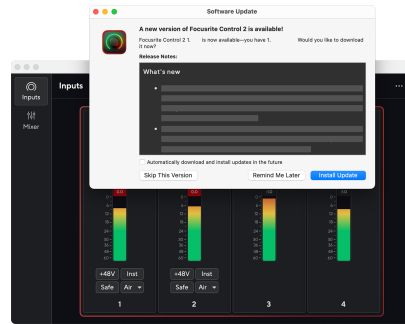 Software Update
A new version of Focusrite Control 2 is available!
Focusrite Control 2 1. is now available—you have 1. Would you like to download
it now?
Release Notes:
What's new
Automatically download and install updates in the future
Skip This Version
Remind Me Later
Install Update
Inputs
Inputs
Mixer
+48V Inst
+48V Inst
Safe Air
Safe Air
1
2
3
4